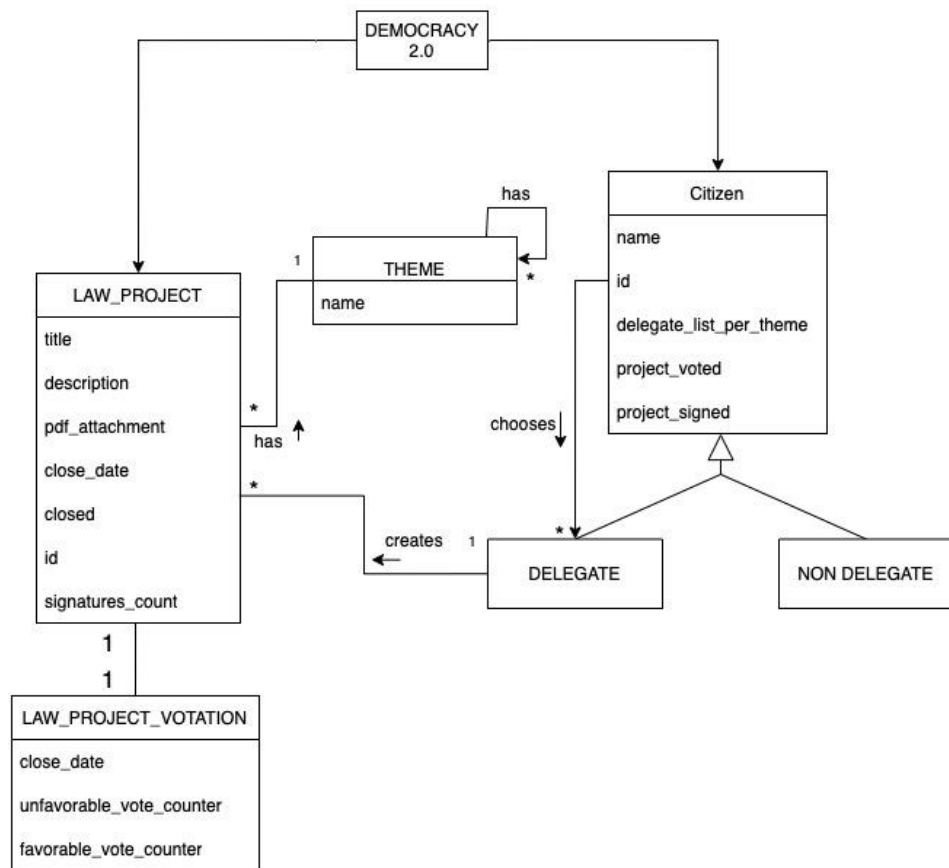 DEMOCRACY
2.0
Citizen
name
id
delegate_list_per_theme
project_voted
project_signed
has
1
THEME
*
name
LAW_PROJECT
title
description
pdf_attachment
close_date
closed
id
signatures_count
*
has
*
chooses
*
creates
1
DELEGATE
NON DELEGATE
1
1
LAW_PROJECT_VOTATION
close_date
unfavorable_vote_counter
favorable_vote_counter